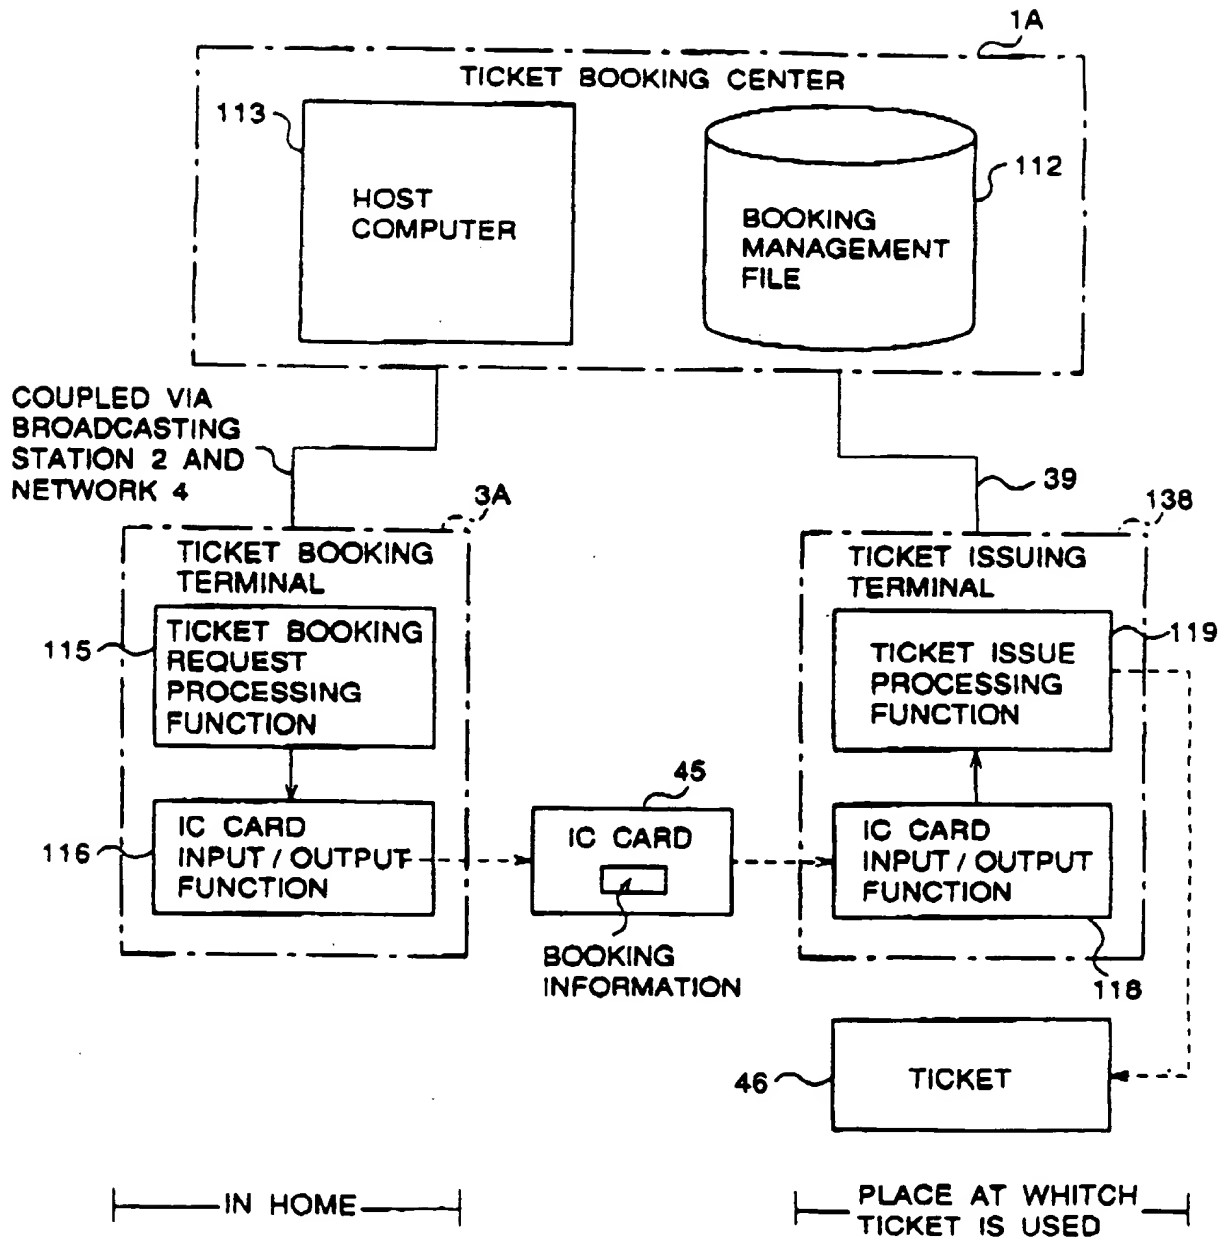 1A
TICKET BOOKING CENTER
113
HOST
COMPUTER
112
BOOKING
MANAGEMENT
FILE
COUPLED VIA
BROADCASTING
STATION 2 AND
NETWORK 4
39
3A
138
TICKET BOOKING
TERMINAL
TICKET ISSUING
TERMINAL
115
TICKET BOOKING
REQUEST
PROCESSING
FUNCTION
119
TICKET ISSUE
PROCESSING
FUNCTION
45
116
IC CARD
INPUT / OUTPUT
FUNCTION
IC CARD
IC CARD
INPUT / OUTPUT
FUNCTION
BOOKING
INFORMATION
118
46
TICKET
IN HOME
PLACE AT WHITCH
TICKET IS USED